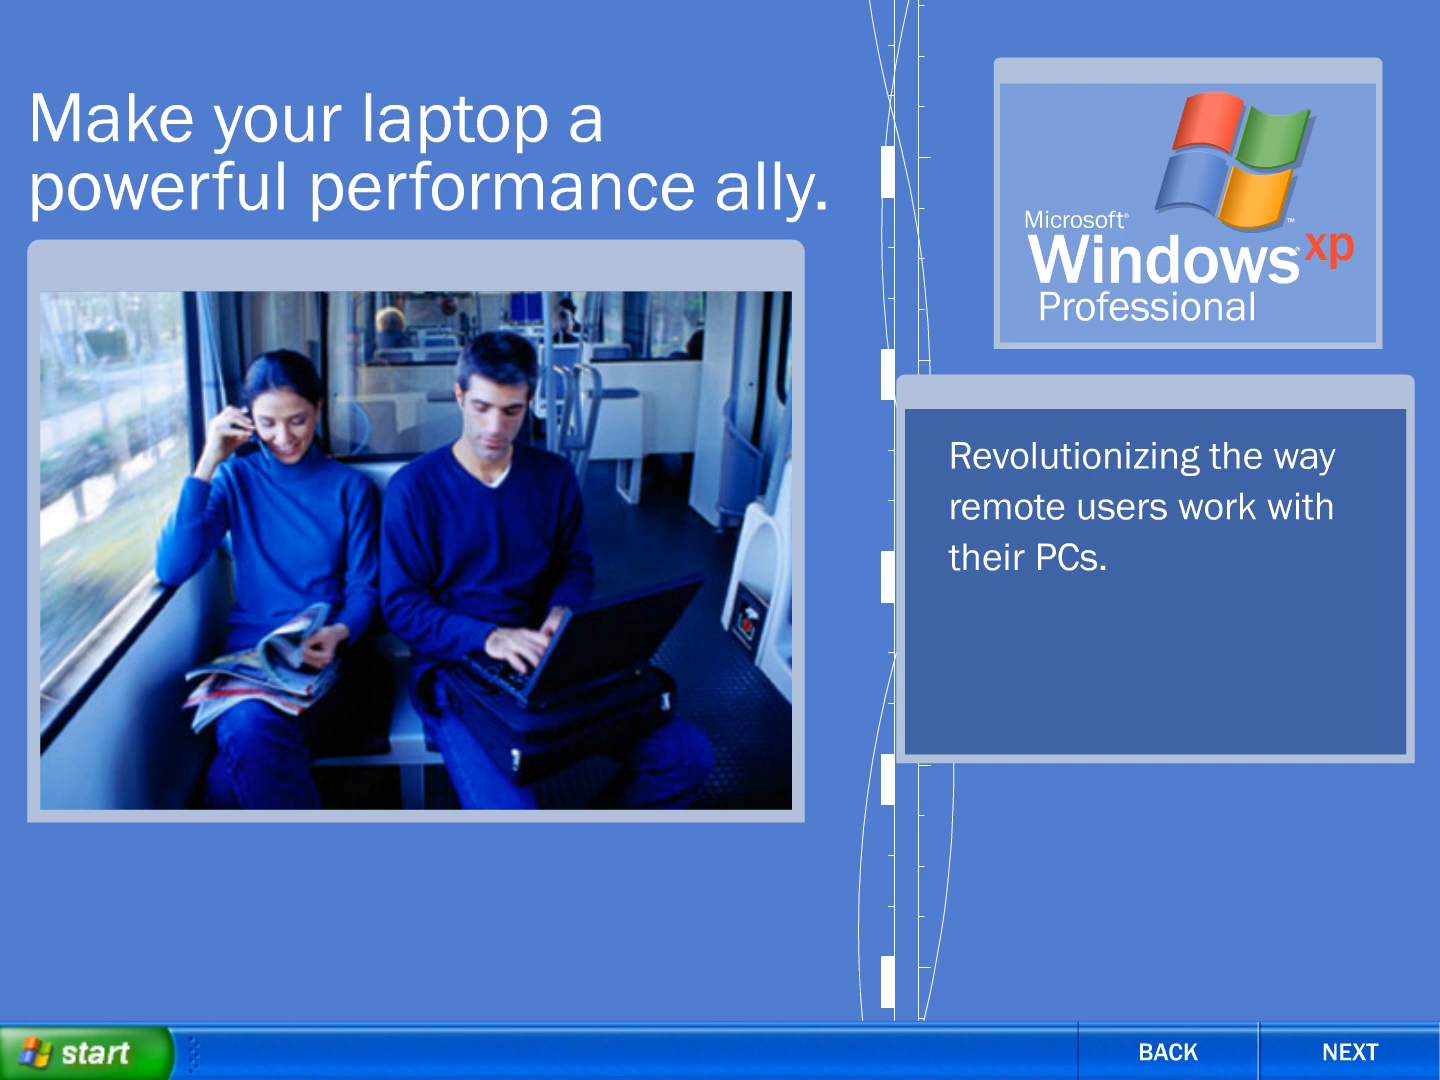 Make your laptop a
powerful performance ally.
Microsoft®
Windows® xp ™
Professional
Revolutionizing the way
remote users work with
their PCs.
start
BACK
NEXT